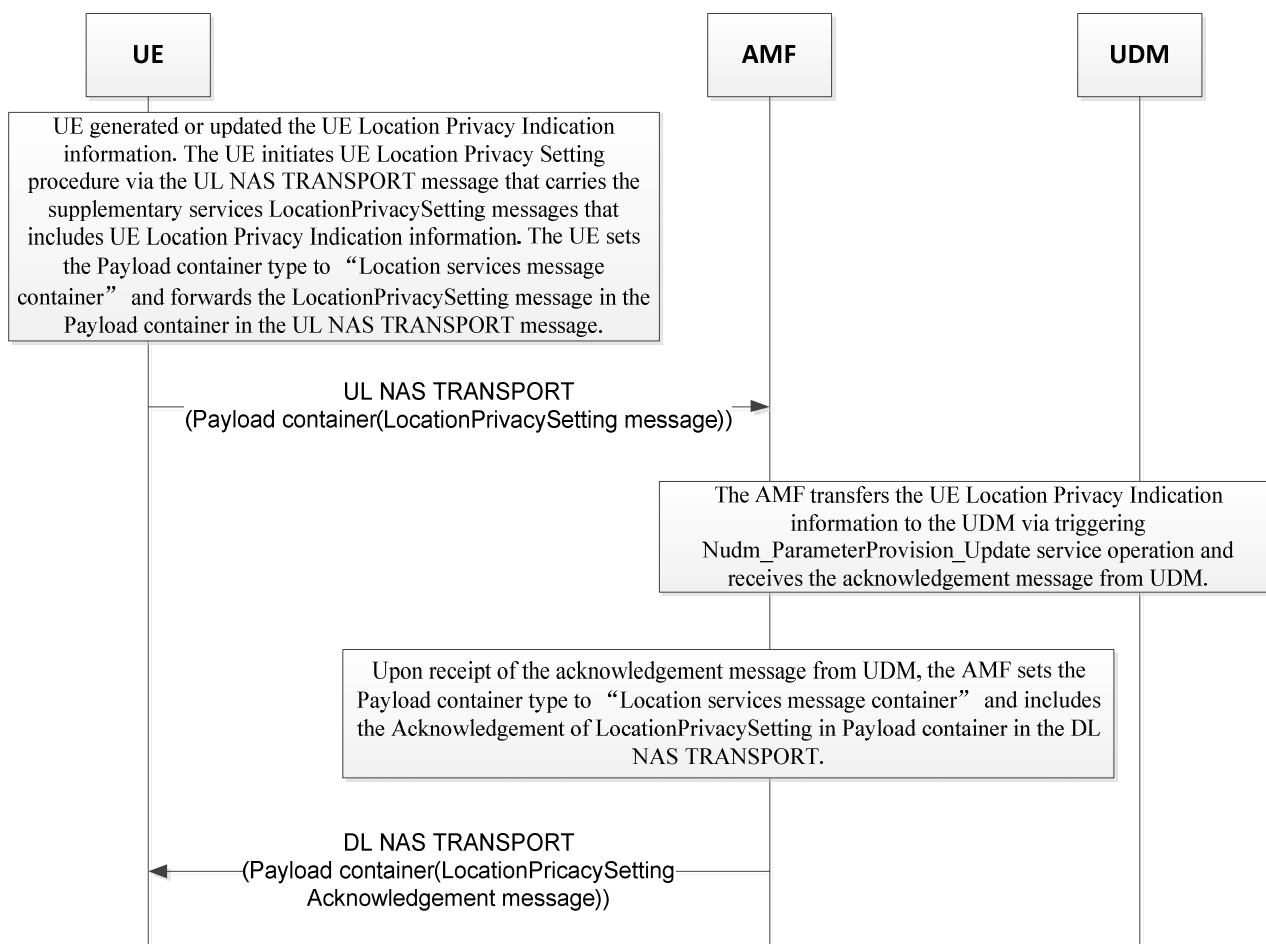 UE
AMF
UDM
UE generated or updated the UE Location Privacy Indication
information. The UE initiates UE Location Privacy Setting
procedure via the UL NAS TRANSPORT message that carries the
supplementary services LocationPrivacySetting messages that
includes UE Location Privacy Indication information. The UE sets
the Payload container type to “Location services message
container” and forwards the LocationPrivacySetting message in the
Payload container in the UL NAS TRANSPORT message.
UL NAS TRANSPORT
(Payload container(LocationPrivacySetting message))
The AMF transfers the UE Location Privacy Indication
information to the UDM via triggering
Nudm_ParameterProvision_Update service operation and
receives the acknowledgement message from UDM.
Upon receipt of the acknowledgement message from UDM, the AMF sets the
Payload container type to “Location services message container” and includes
the Acknowledgement of LocationPrivacySetting in Payload container in the DL
NAS TRANSPORT.
DL NAS TRANSPORT
(Payload container(LocationPricacySetting
Acknowledgement message))